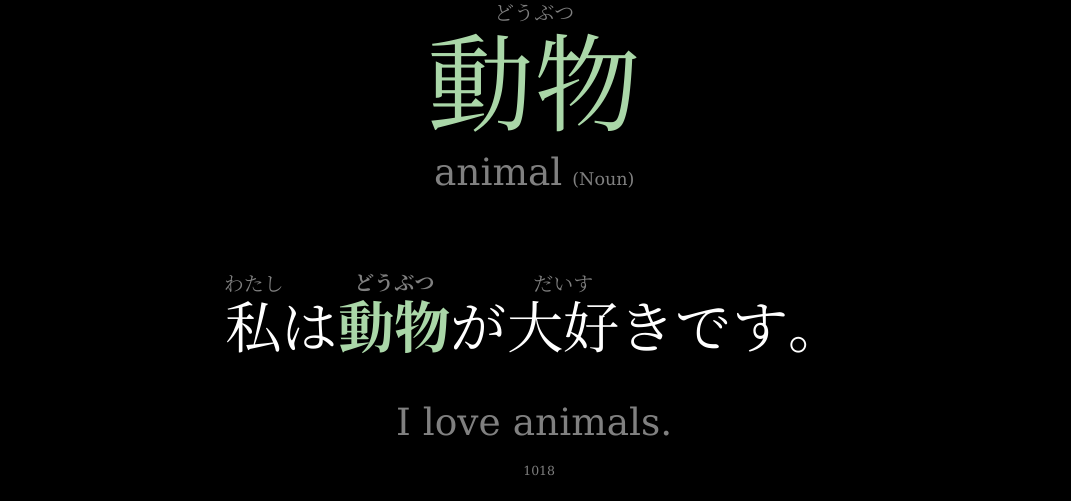 どうぶつ
動物
animal (Noun)
わたし どうぶつ だいす
私は動物が大好きです。
I love animals.
1018